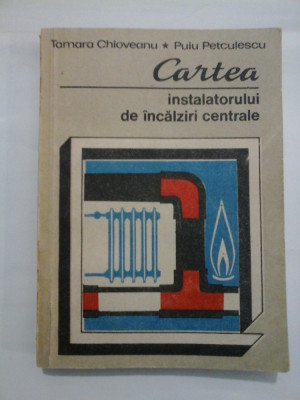 Tamara Chioveanu ★ Puiu Petculescu
Cartea
instalatorului
de încălziri centrale